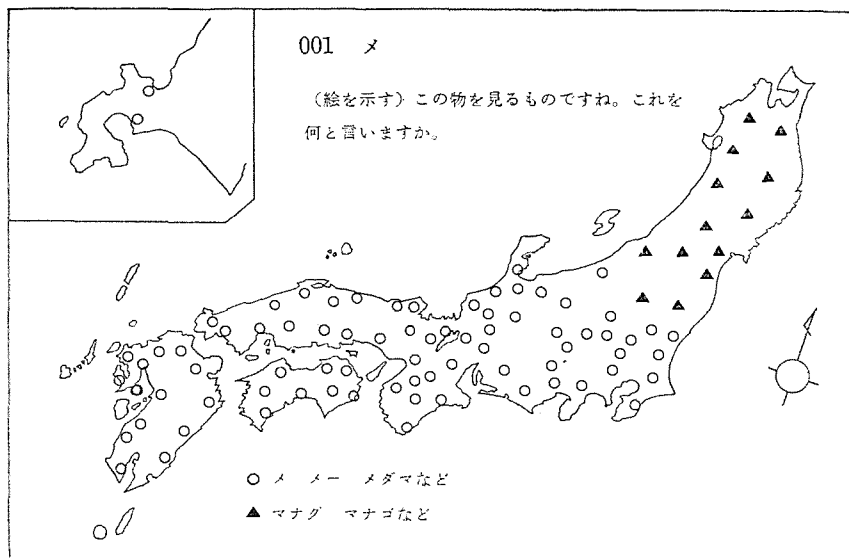 001 メ
（絵を示す）この物を見るものですね。これを
何と言いますか。
○ メ メー メダマなど
▲ マナグ マナゴなど